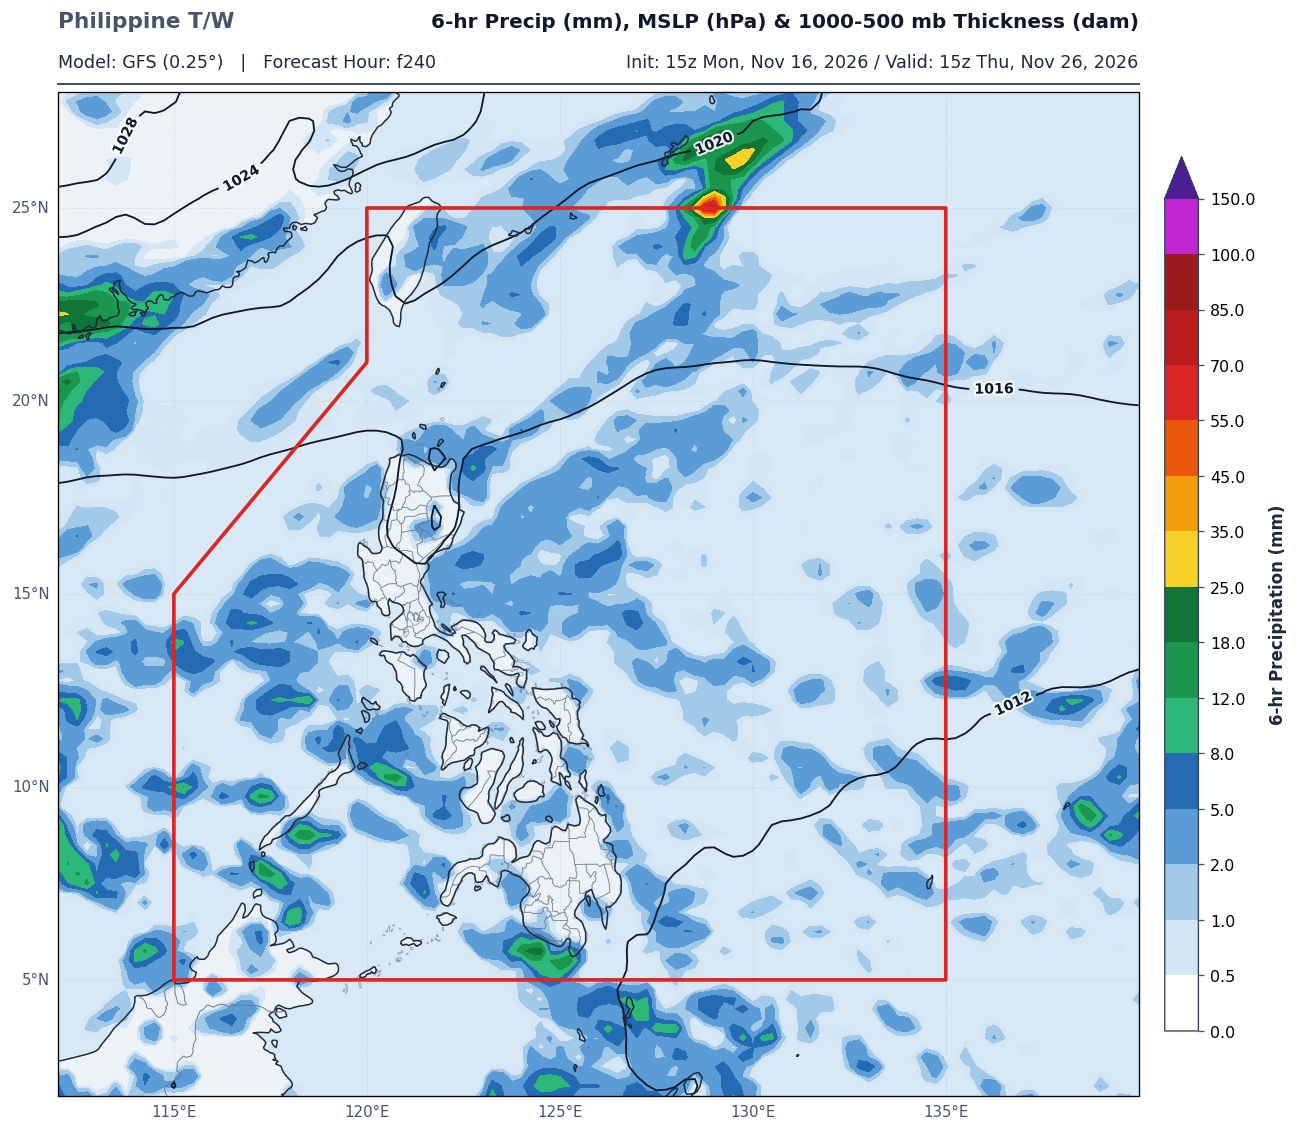 Philippine T/W
6-hr Precip (mm), MSLP (hPa) & 1000-500 mb Thickness (dam)
Model: GFS (0.25°) | Forecast Hour: f240
Init: 15z Mon, Nov 16, 2026 / Valid: 15z Thu, Nov 26, 2026
1028
1024
1020
1016
1012
25°N
20°N
15°N
10°N
5°N
115°E
120°E
125°E
130°E
135°E
150.0
100.0
85.0
70.0
55.0
45.0
35.0
25.0
18.0
12.0
8.0
5.0
2.0
1.0
0.5
0.0
6-hr Precipitation (mm)